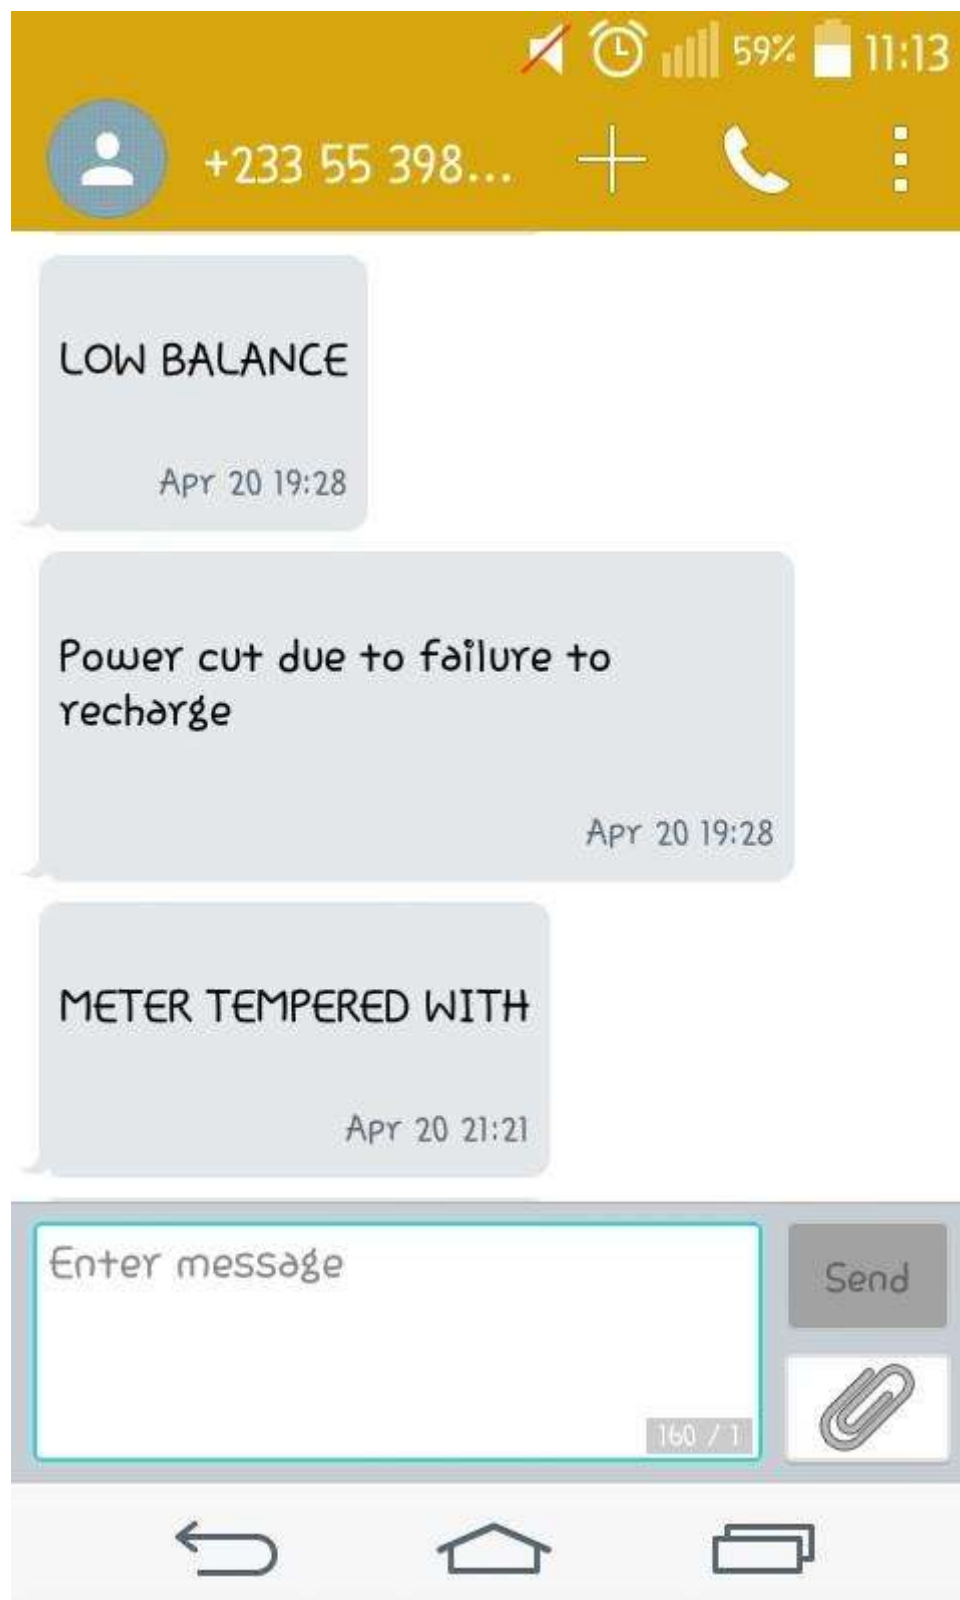 59% 11:13
+233 55 398...
LOW BALANCE
Apr 20 19:28
Power cut due to failure to
recharge
Apr 20 19:28
METER TEMPERED WITH
Apr 20 21:21
Enter message
Send
160 / 1